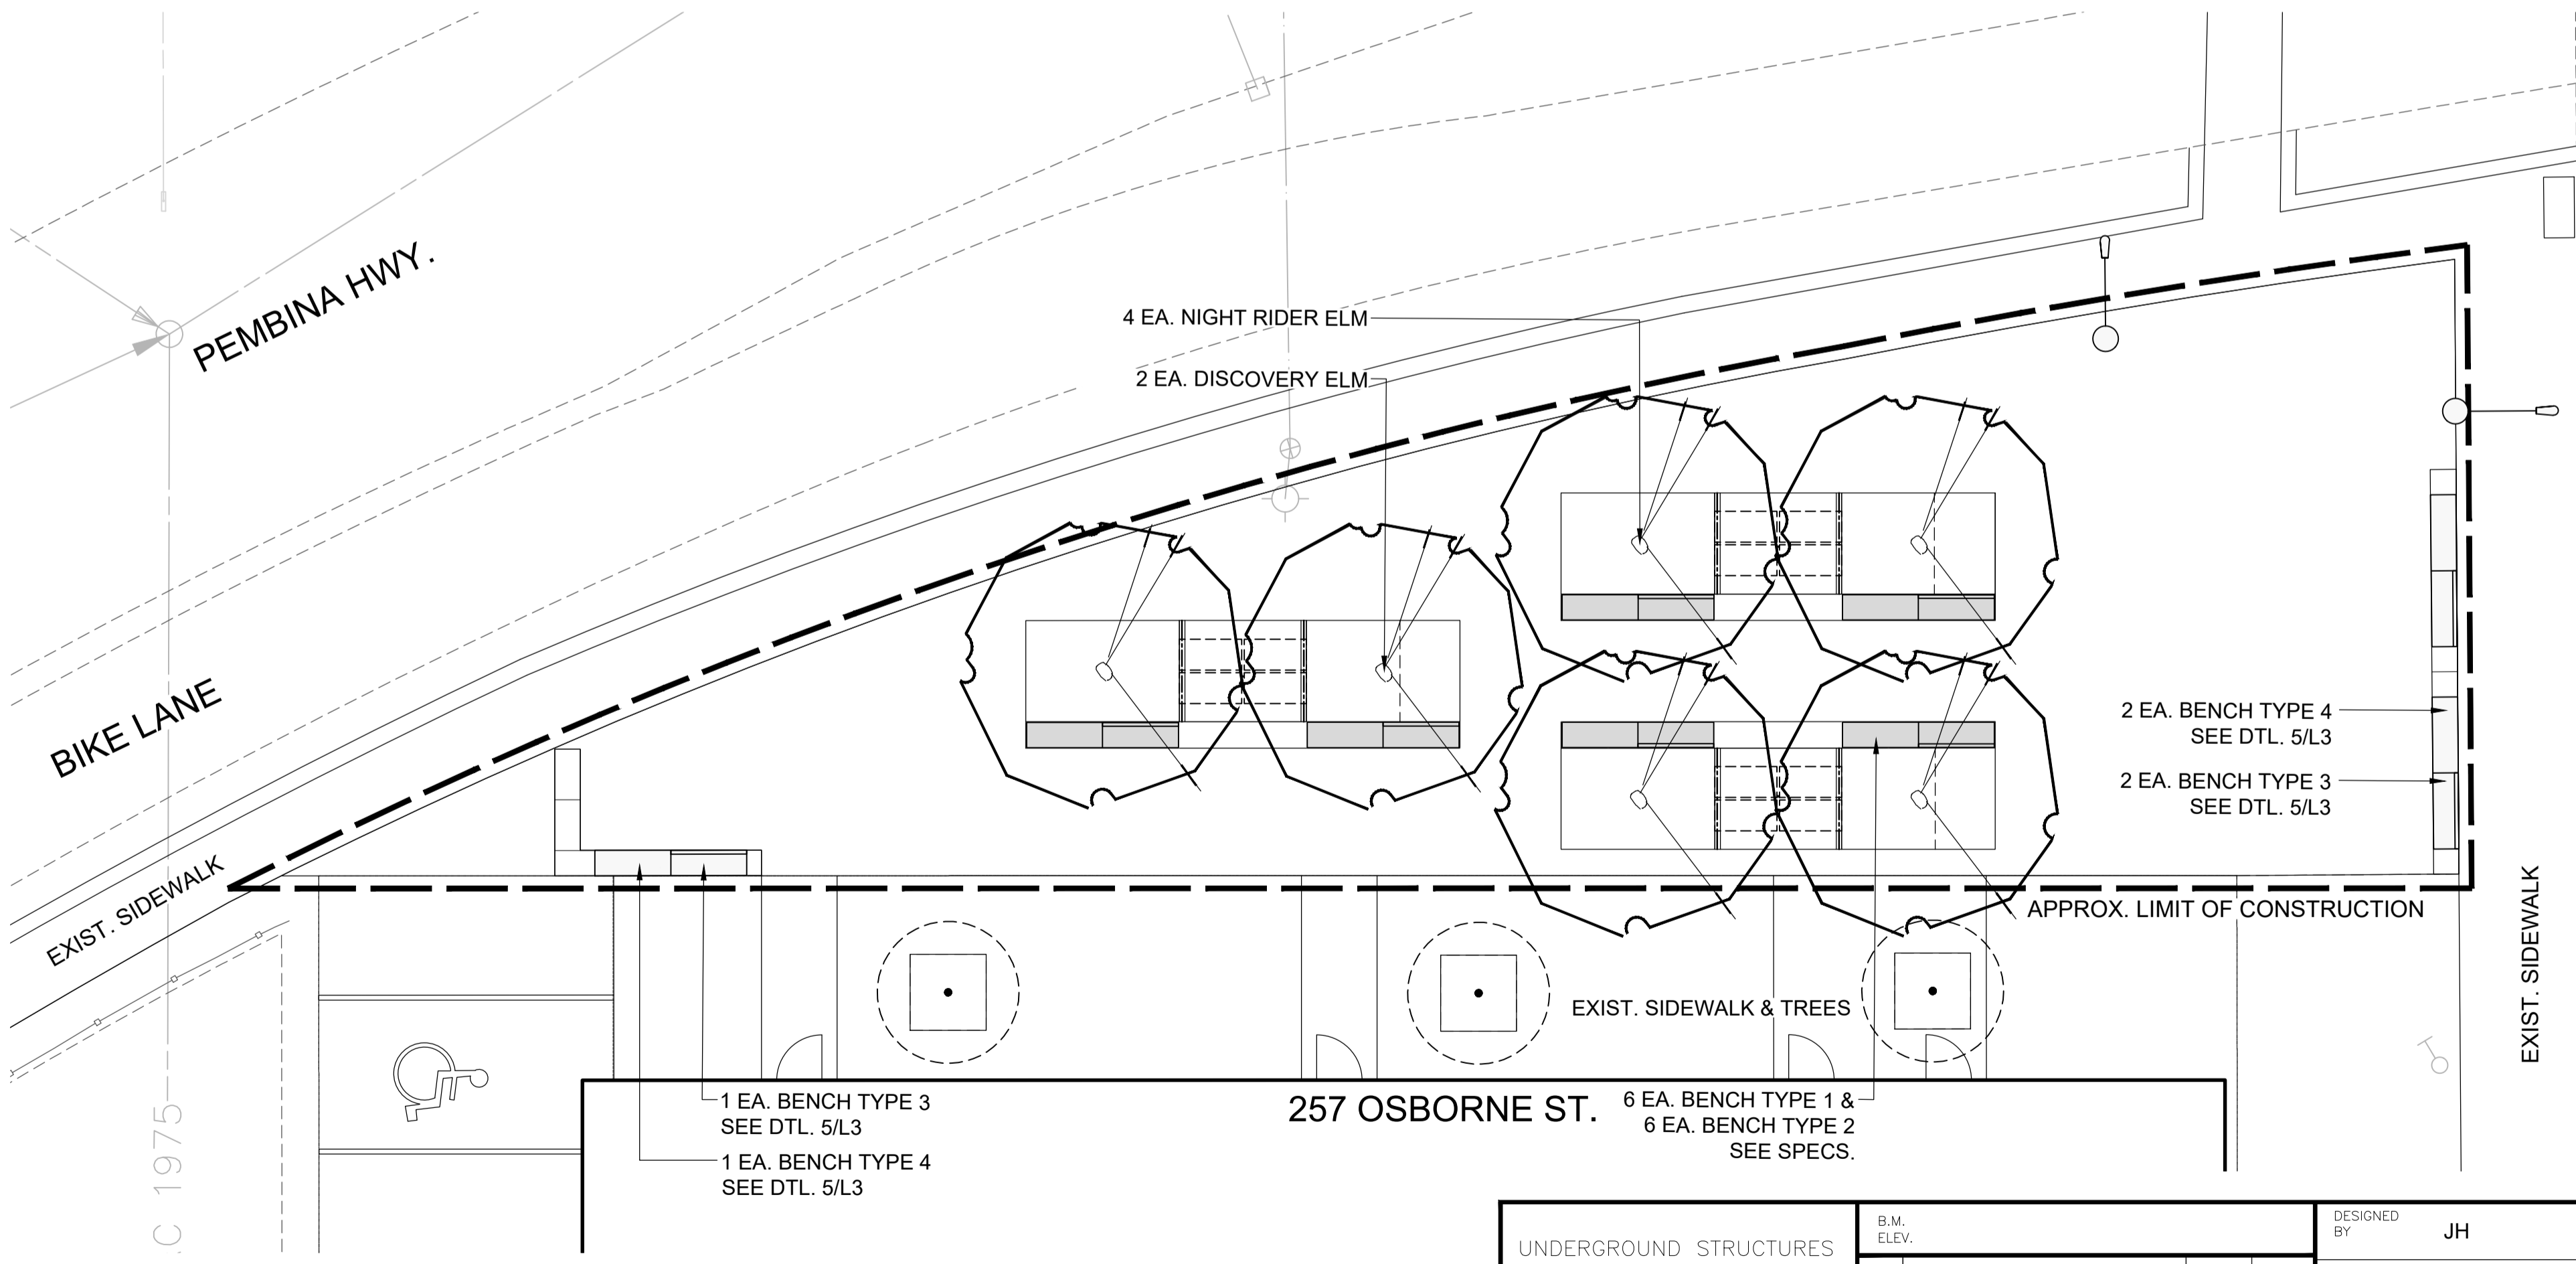 PEMBINA HWY.
4 EA. NIGHT RIDER ELM
2 EA. DISCOVERY ELM
BIKE LANE
EXIST. SIDEWALK
2 EA. BENCH TYPE 4
SEE DTL. 5/L3
2 EA. BENCH TYPE 3
SEE DTL. 5/L3
APPROX. LIMIT OF CONSTRUCTION
EXIST. SIDEWALK
EXIST. SIDEWALK & TREES
1 EA. BENCH TYPE 3
SEE DTL. 5/L3
1 EA. BENCH TYPE 4
SEE DTL. 5/L3
257 OSBORNE ST.
6 EA. BENCH TYPE 1 &
6 EA. BENCH TYPE 2
SEE SPECS.
C 1975
UNDERGROUND STRUCTURES
B.M.
ELEV.
DESIGNED
BY
JH